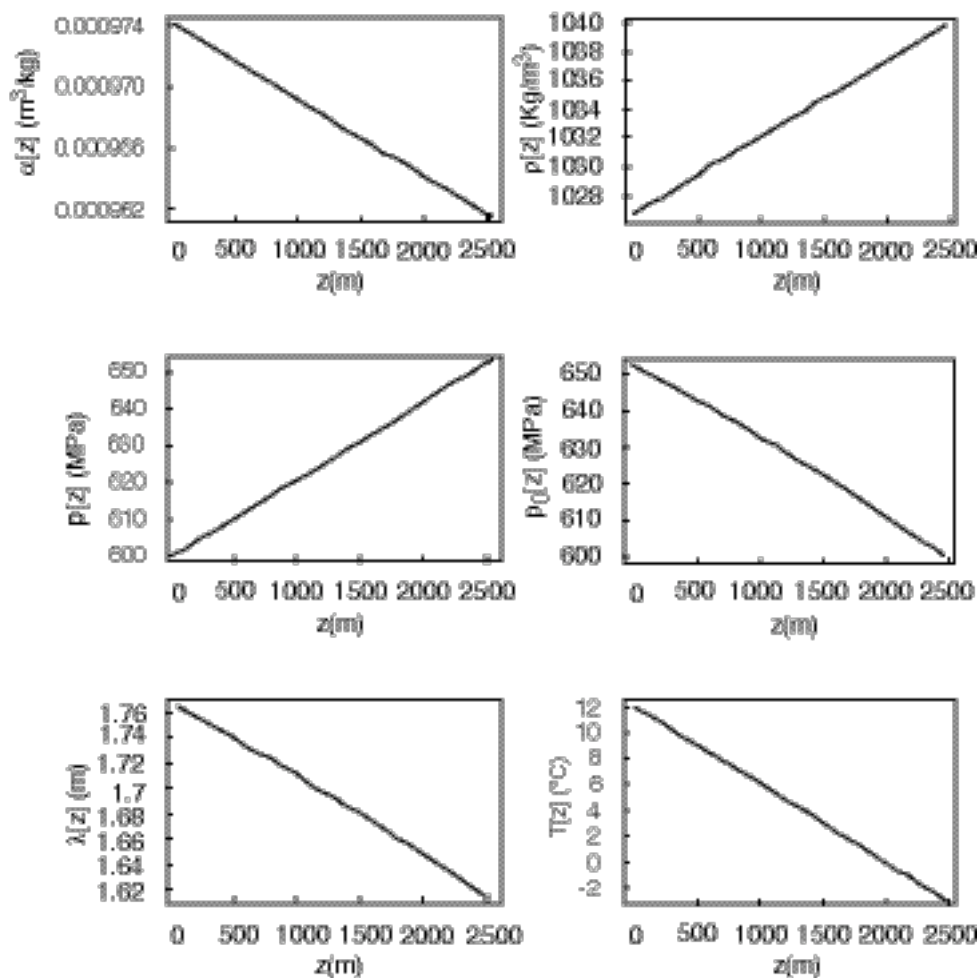 0.000974
0.000970
0.000966
0.000962
α[z] (m³/kg)
0 500 1000 1500 2000 2500
z(m)
1040
1038
1036
1034
1032
1030
1028
ρ[z] (Kg/m³)
0 500 1000 1500 2000 2500
z(m)
650
640
630
620
610
600
p[z] (MPa)
0 500 1000 1500 2000 2500
z(m)
650
640
630
620
610
600
p₀[z] (MPa)
0 500 1000 1500 2000 2500
z(m)
1.76
1.74
1.72
1.7
1.68
1.66
1.64
1.62
λ[z] (m)
0 500 1000 1500 2000 2500
z(m)
12
10
8
6
4
2
0
-2
T[z] (°C)
0 500 1000 1500 2000 2500
z(m)